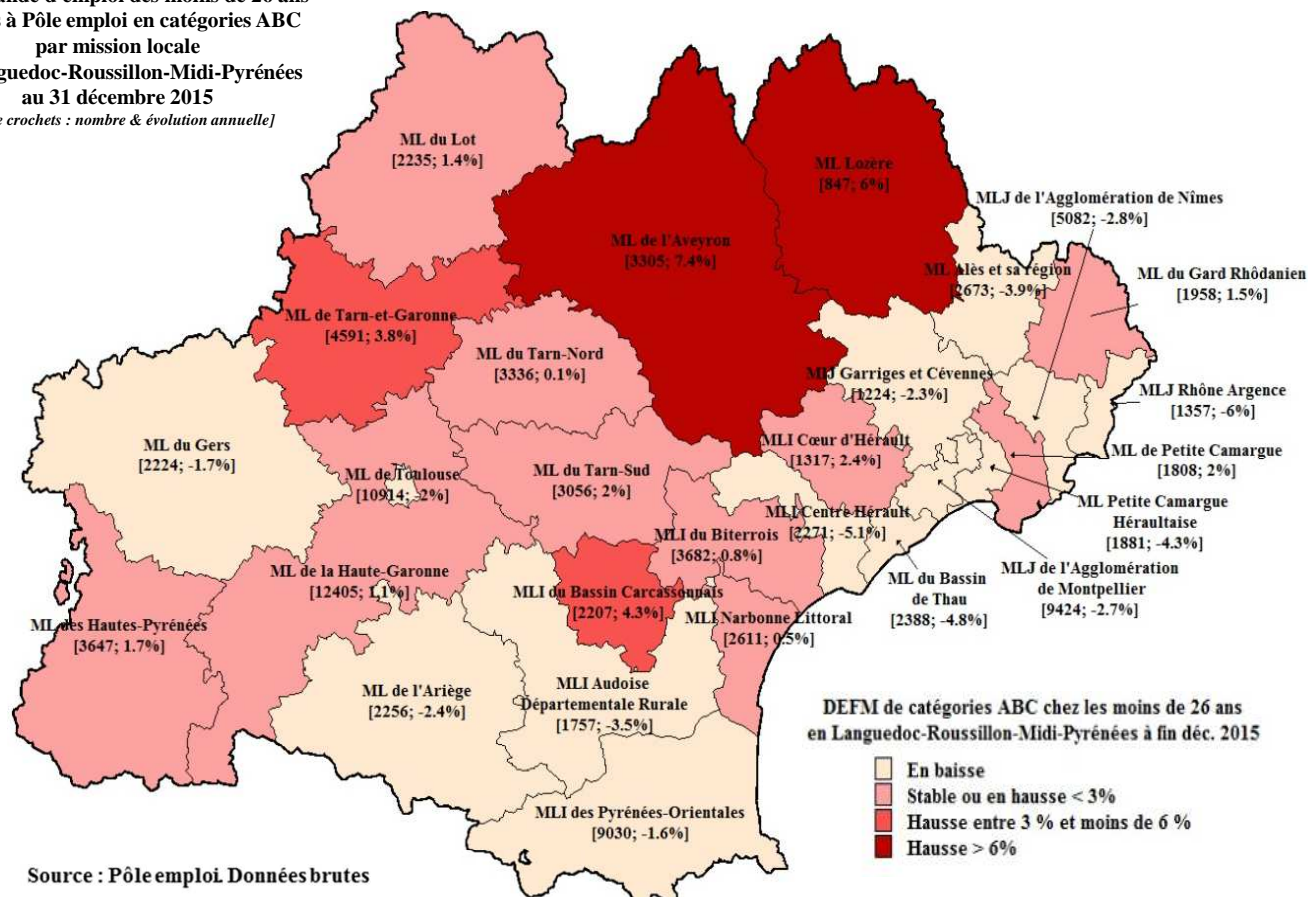 à Pôle emploi en catégories ABC
par mission locale
guedoc-Roussillon-Midi-Pyrénées
au 31 décembre 2015
crochets : nombre & évolution annuelle]
ML du Lot
[2235; 1.4%]
ML Lozère
[847; 6%]
MLJ de l'Agglomération de Nîmes
[5082; -2.8%]
ML de l'Aveyron
[3305; 7.4%]
ML Alès et sa région
[2673; -3.9%]
ML du Gard Rhôdanien
[1958; 1.5%]
ML de Tarn-et-Garonne
[4591; 3.8%]
ML du Tarn-Nord
[3336; 0.1%]
MLJ Garriges et Cévennes
[1224; -2.3%]
MLJ Rhône Argence
[1357; -6%]
ML du Gers
[2224; -1.7%]
ML de Toulouse
[10914; -2%]
ML du Tarn-Sud
[3056; 2%]
MLI Cœur d'Hérault
[1317; 2.4%]
ML de Petite Camargue
[1808; 2%]
ML Petite Camargue
Héraultaise
[1881; -4.3%]
MLI Centre Hérault
[2271; -5.1%]
MLI du Biterrois
[3682; 0.8%]
MLJ de l'Agglomération
de Montpellier
[9424; -2.7%]
ML du Bassin
de Thau
[2388; -4.8%]
ML de la Haute-Garonne
[12405; 1,1%]
MLI du Bassin Carcassonnais
[2207; 4.3%]
MLI Narbonne Littoral
[2611; 0.5%]
ML des Hautes-Pyrénées
[3647; 1.7%]
ML de l'Ariège
[2256; -2.4%]
MLI Audoise
Départementale Rurale
[1757; -3.5%]
MLI des Pyrénées-Orientales
[9030; -1.6%]
DEFM de catégories ABC chez les moins de 26 ans
en Languedoc-Roussillon-Midi-Pyrénées à fin déc. 2015
En baisse
Stable ou en hausse < 3%
Hausse entre 3 % et moins de 6 %
Hausse > 6%
Source : Pôle emploi. Données brutes